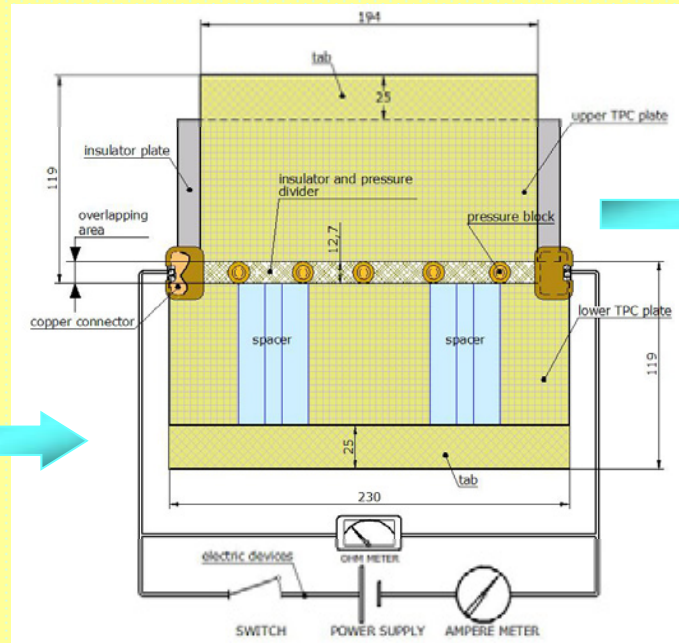 194
tab
25
upper TPC plate
insulator plate
119
insulator and pressure
divider
overlapping
area
12,7
pressure block
copper connector
lower TPC plate
spacer
spacer
119
25
tab
230
OHM METER
electric devices
SWITCH
POWER SUPPLY
AMPERE METER